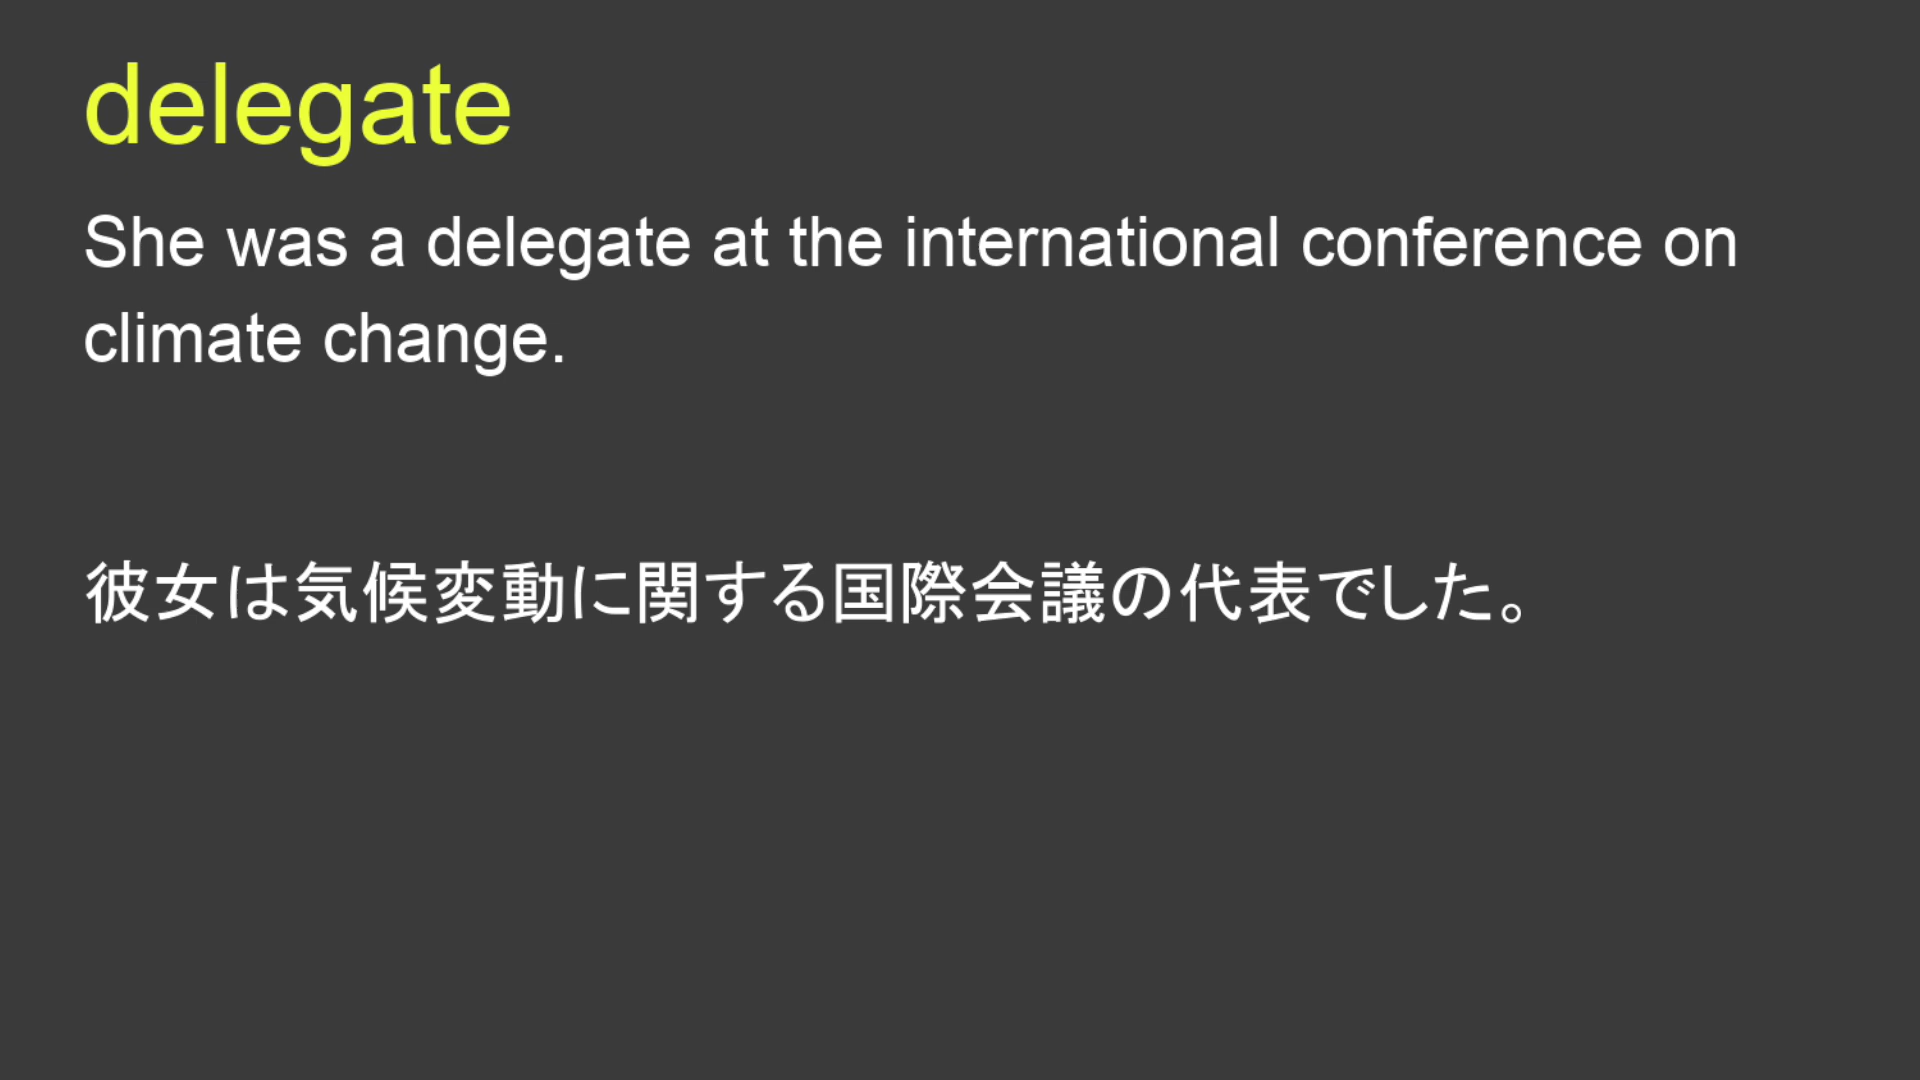 delegate
She was a delegate at the international conference on
climate change.
彼女は気候変動に関する国際会議の代表でした。